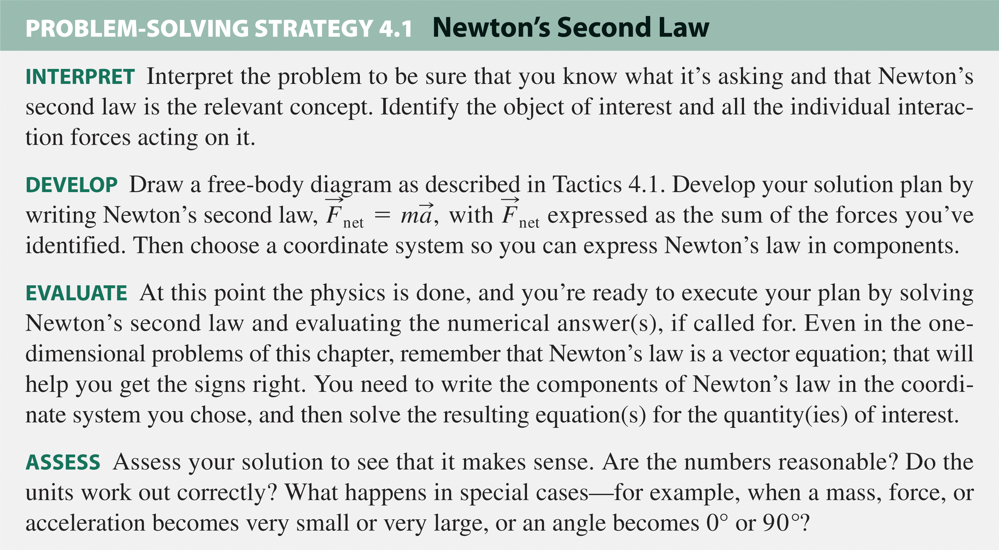 PROBLEM-SOLVING STRATEGY 4.1 Newton’s Second Law
INTERPRET Interpret the problem to be sure that you know what it’s asking and that Newton’s
second law is the relevant concept. Identify the object of interest and all the individual interac-
tion forces acting on it.
DEVELOP Draw a free-body diagram as described in Tactics 4.1. Develop your solution plan by
writing Newton’s second law, F⃗net = ma⃗, with F⃗net expressed as the sum of the forces you’ve
identified. Then choose a coordinate system so you can express Newton’s law in components.
EVALUATE At this point the physics is done, and you’re ready to execute your plan by solving
Newton’s second law and evaluating the numerical answer(s), if called for. Even in the one-
dimensional problems of this chapter, remember that Newton’s law is a vector equation; that will
help you get the signs right. You need to write the components of Newton’s law in the coordi-
nate system you chose, and then solve the resulting equation(s) for the quantity(ies) of interest.
ASSESS Assess your solution to see that it makes sense. Are the numbers reasonable? Do the
units work out correctly? What happens in special cases—for example, when a mass, force, or
acceleration becomes very small or very large, or an angle becomes 0° or 90°?